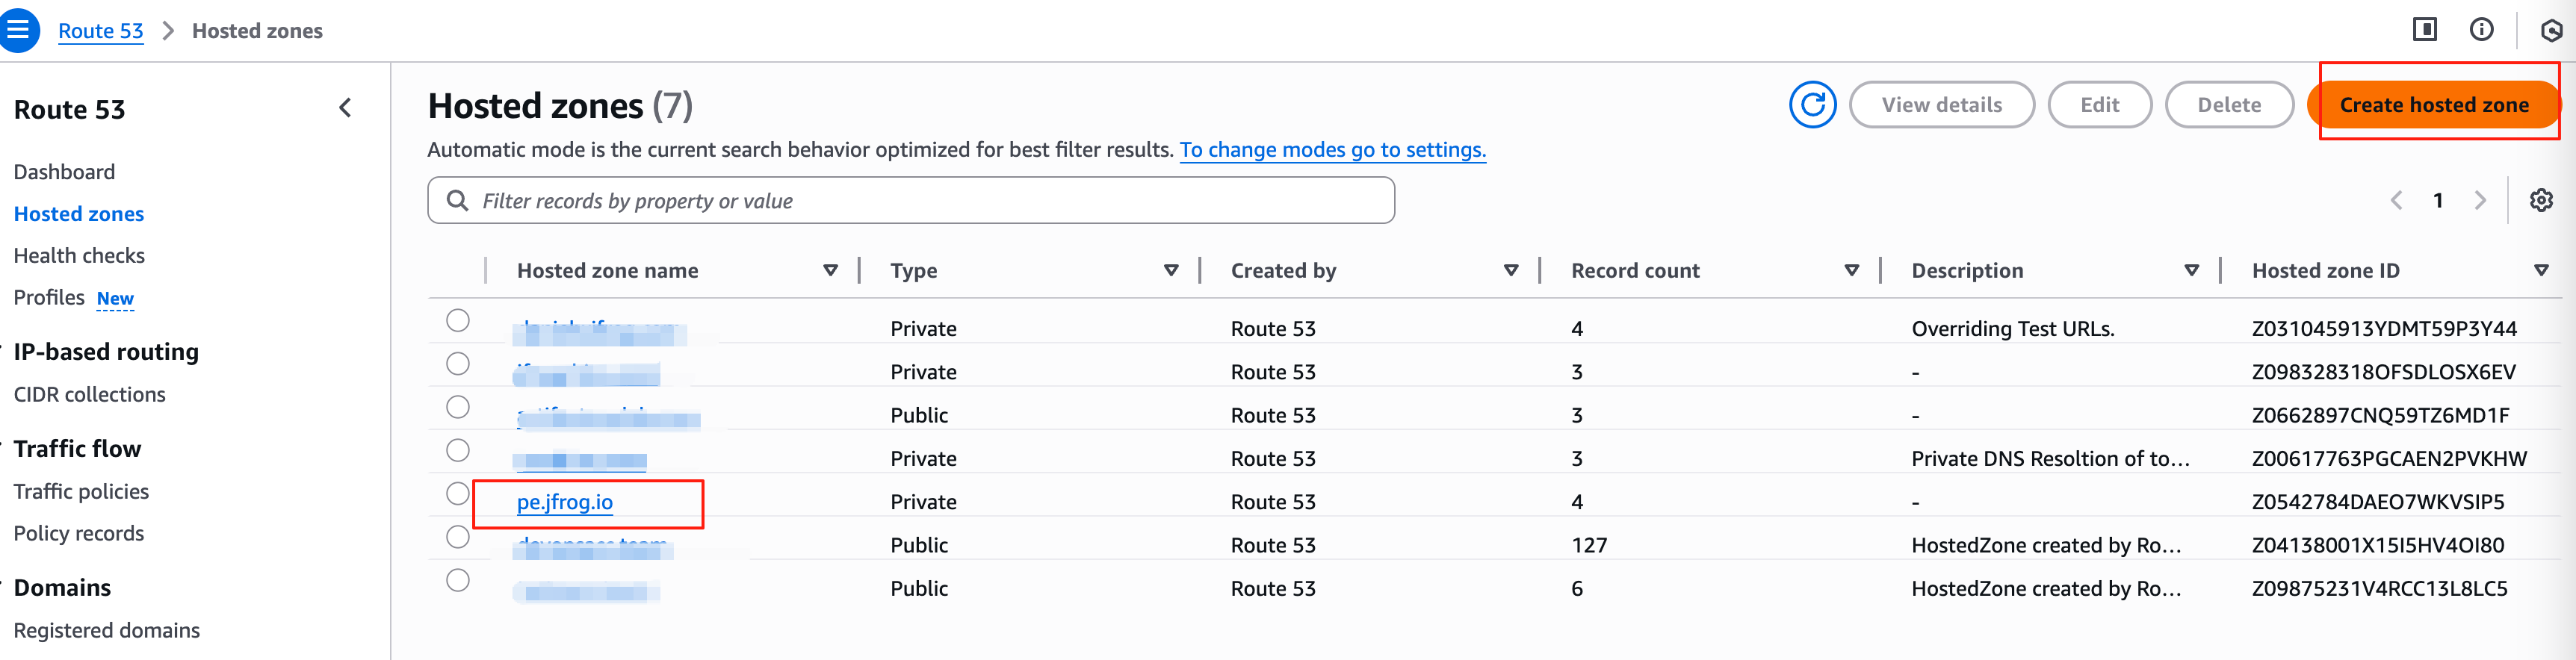 Route 53 Hosted zones
Route 53
Dashboard
Hosted zones
Health checks
Profiles New
IP-based routing
CIDR collections
Traffic flow
Traffic policies
Policy records
Domains
Registered domains
Hosted zones (7)
View details Edit Delete Create hosted zone
Automatic mode is the current search behavior optimized for best filter results. To change modes go to settings.
Filter records by property or value
1
Hosted zone name Type Created by Record count Description Hosted zone ID
Private Route 53 4 Overriding Test URLs. Z031045913YDMT59P3Y44
Private Route 53 3 - Z098328318OFSDLOSX6EV
Public Route 53 3 - Z0662897CNQ59TZ6MD1F
Private Route 53 3 Private DNS Resoltion of to... Z00617763PGCAEN2PVKHW
pe.jfrog.io Private Route 53 4 - Z0542784DAEO7WKVSIP5
Public Route 53 127 HostedZone created by Ro... Z04138001X15I5HV4OI80
Public Route 53 6 HostedZone created by Ro... Z09875231V4RCC13L8LC5